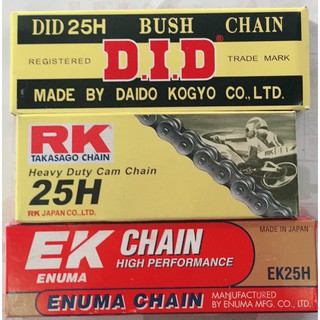 DID 25H BUSH CHAIN
REGISTERED D.I.D® TRADE MARK
MADE BY DAIDO KOGYO CO.,LTD.
RK
TAKASAGO CHAIN
Heavy Duty Cam Chain
25H
RK JAPAN CO.,LTD.
EK CHAIN
ENUMA HIGH PERFORMANCE
MADE IN JAPAN
EK25H
ENUMA CHAIN
MANUFACTURED
BY ENUMA MFG. CO., LTD.